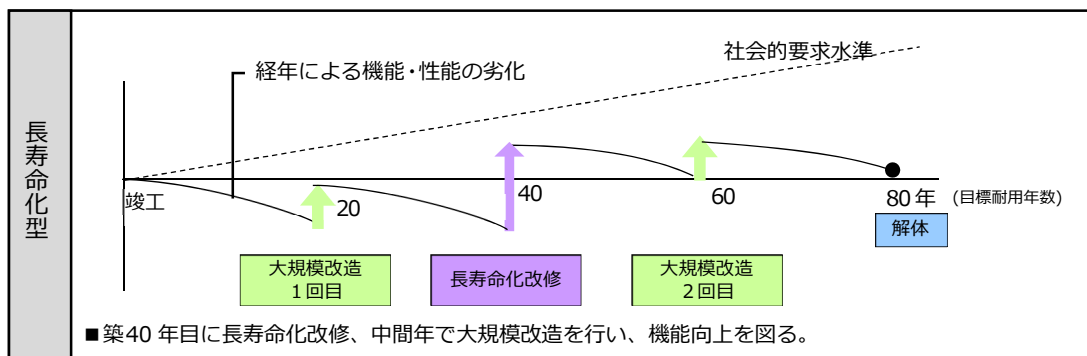 長寿命化型
社会的要求水準
経年による機能・性能の劣化
竣工
20
40
60
80年 (目標耐用年数)
解体
大規模改造
1回目
長寿命化改修
大規模改造
2回目
■築40 年目に長寿命化改修、中間年で大規模改造を行い、機能向上を図る。